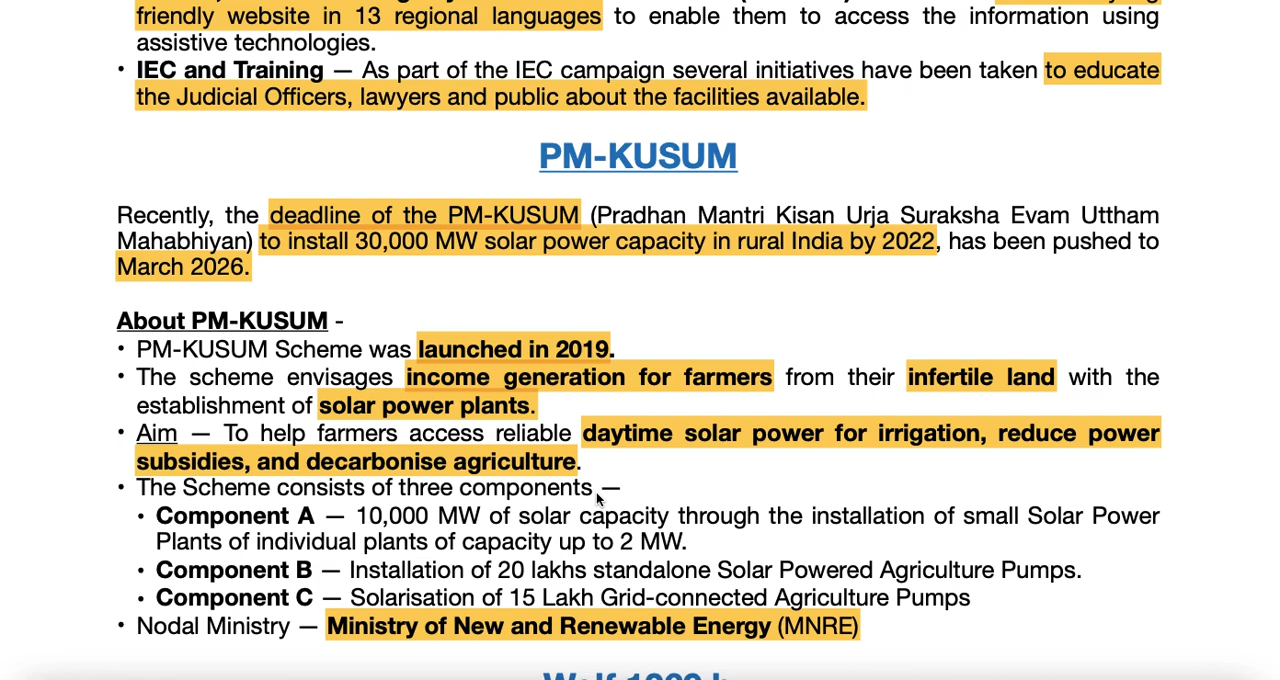 friendly website in 13 regional languages to enable them to access the information using
assistive technologies.
• IEC and Training — As part of the IEC campaign several initiatives have been taken to educate
the Judicial Officers, lawyers and public about the facilities available.
PM-KUSUM
Recently, the deadline of the PM-KUSUM (Pradhan Mantri Kisan Urja Suraksha Evam Uttham
Mahabhiyan) to install 30,000 MW solar power capacity in rural India by 2022, has been pushed to
March 2026.
About PM-KUSUM -
• PM-KUSUM Scheme was launched in 2019.
• The scheme envisages income generation for farmers from their infertile land with the
establishment of solar power plants.
• Aim — To help farmers access reliable daytime solar power for irrigation, reduce power
subsidies, and decarbonise agriculture.
• The Scheme consists of three components —
• Component A — 10,000 MW of solar capacity through the installation of small Solar Power
Plants of individual plants of capacity up to 2 MW.
• Component B — Installation of 20 lakhs standalone Solar Powered Agriculture Pumps.
• Component C — Solarisation of 15 Lakh Grid-connected Agriculture Pumps
• Nodal Ministry — Ministry of New and Renewable Energy (MNRE)